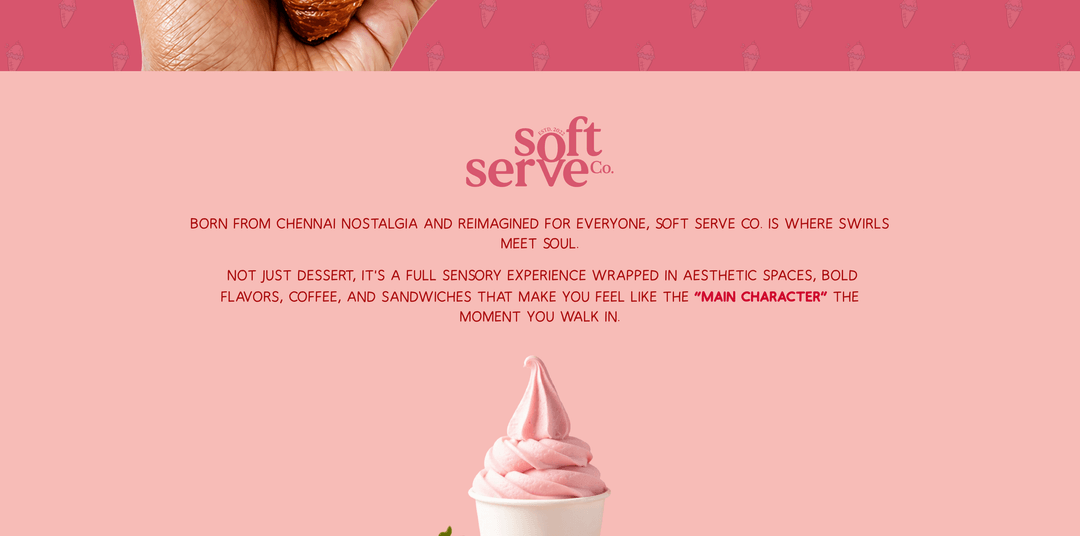 soft
ESTD. 2022
serve Co.
BORN FROM CHENNAI NOSTALGIA AND REIMAGINED FOR EVERYONE, SOFT SERVE CO. IS WHERE SWIRLS
MEET SOUL.
NOT JUST DESSERT, IT'S A FULL SENSORY EXPERIENCE WRAPPED IN AESTHETIC SPACES, BOLD
FLAVORS, COFFEE, AND SANDWICHES THAT MAKE YOU FEEL LIKE THE “MAIN CHARACTER” THE
MOMENT YOU WALK IN.